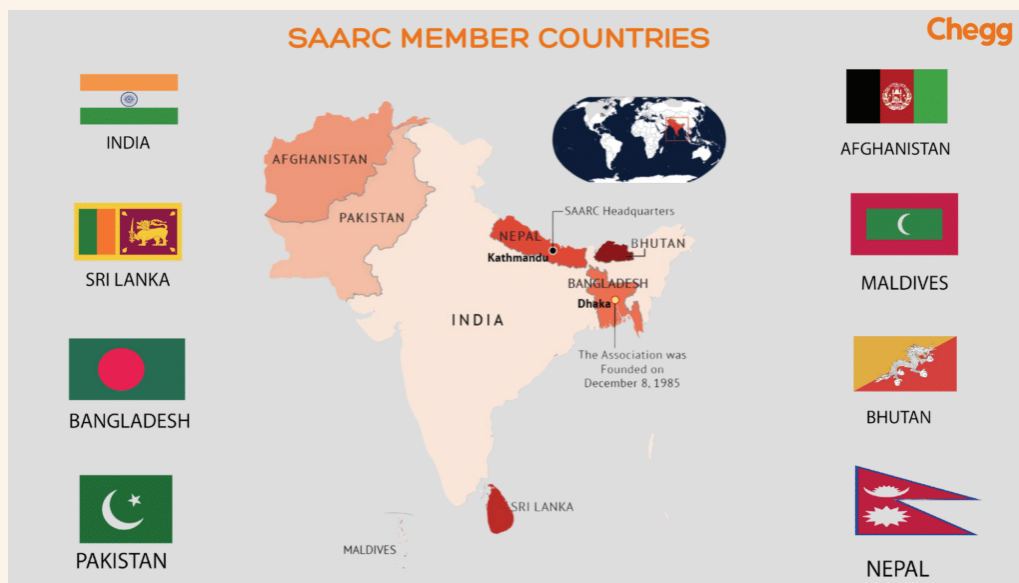 SAARC MEMBER COUNTRIES
Chegg
INDIA
SRI LANKA
BANGLADESH
PAKISTAN
AFGHANISTAN
PAKISTAN
SAARC Headquarters
NEPAL
Kathmandu
BHUTAN
BANGLADESH
Dhaka
INDIA
The Association was
Founded on
December 8, 1985
SRI LANKA
MALDIVES
AFGHANISTAN
MALDIVES
BHUTAN
NEPAL